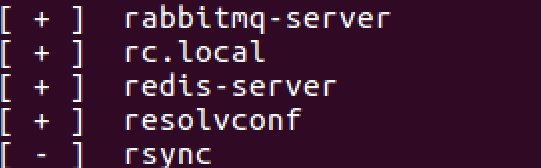 [ + ]  rabbitmq-server
[ + ]  rc.local
[ + ]  redis-server
[ + ]  resolvconf
[ - ]  rsync